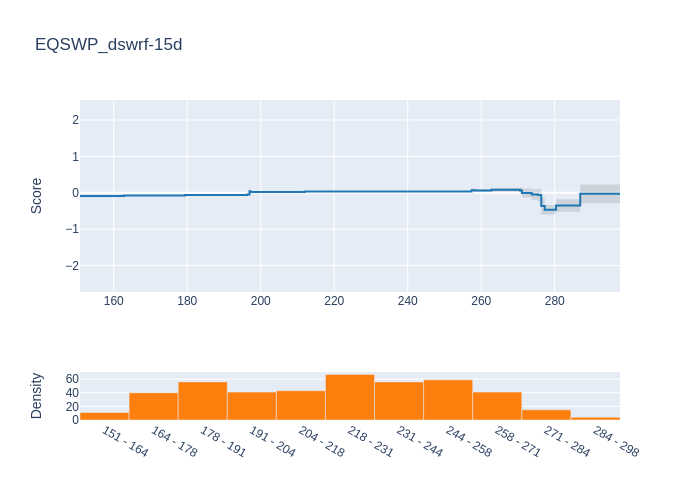 EQSWP_dswrf-15d
Score
2
1
0
−1
−2
160 180 200 220 240 260 280
Density
60
40
20
0
151 - 164 164 - 178 178 - 191 191 - 204 204 - 218 218 - 231 231 - 244 244 - 258 258 - 271 271 - 284 284 - 298